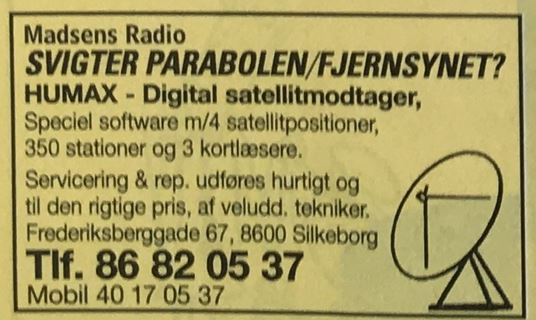 Madsens Radio
SVIGTER PARABOLEN/FJERNSYNET?
HUMAX - Digital satellitmodtager,
Speciel software m/4 satellitpositioner,
350 stationer og 3 kortlæsere.
Servicering & rep. udføres hurtigt og
til den rigtige pris, af veludd. tekniker.
Frederiksberggade 67, 8600 Silkeborg
Tlf. 86 82 05 37
Mobil 40 17 05 37